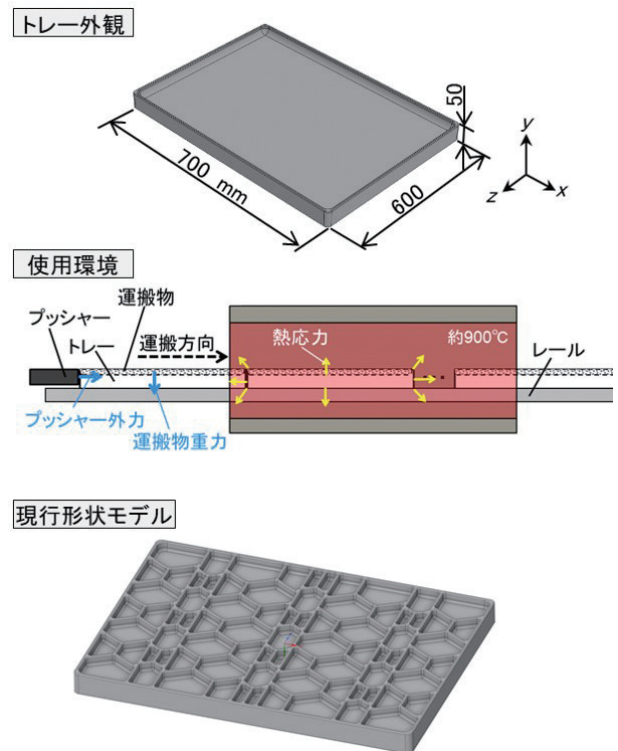 トレー外観
50
700 mm
600
y
z
x
使用環境
運搬物
プッシャー
トレー
運搬方向
熱応力
約900℃
レール
プッシャー外力
運搬物重力
現行形状モデル